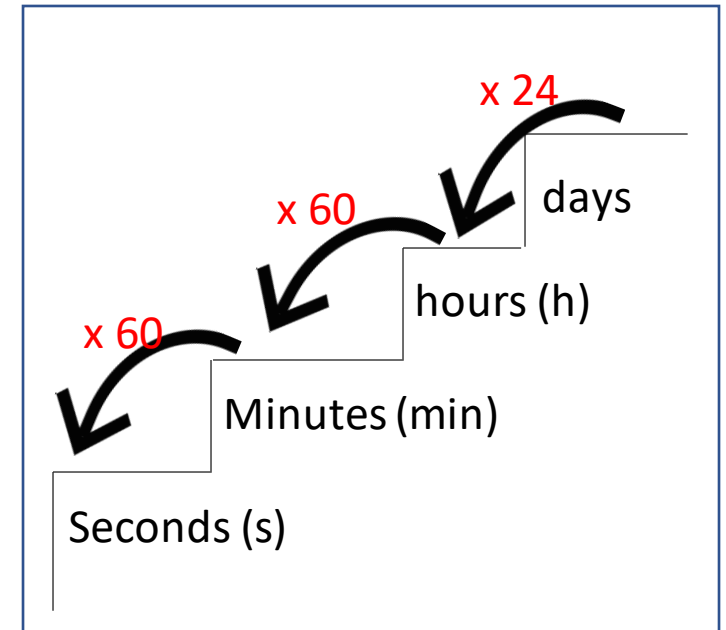 x 24
days
x 60
hours (h)
x 60
Minutes (min)
Seconds (s)